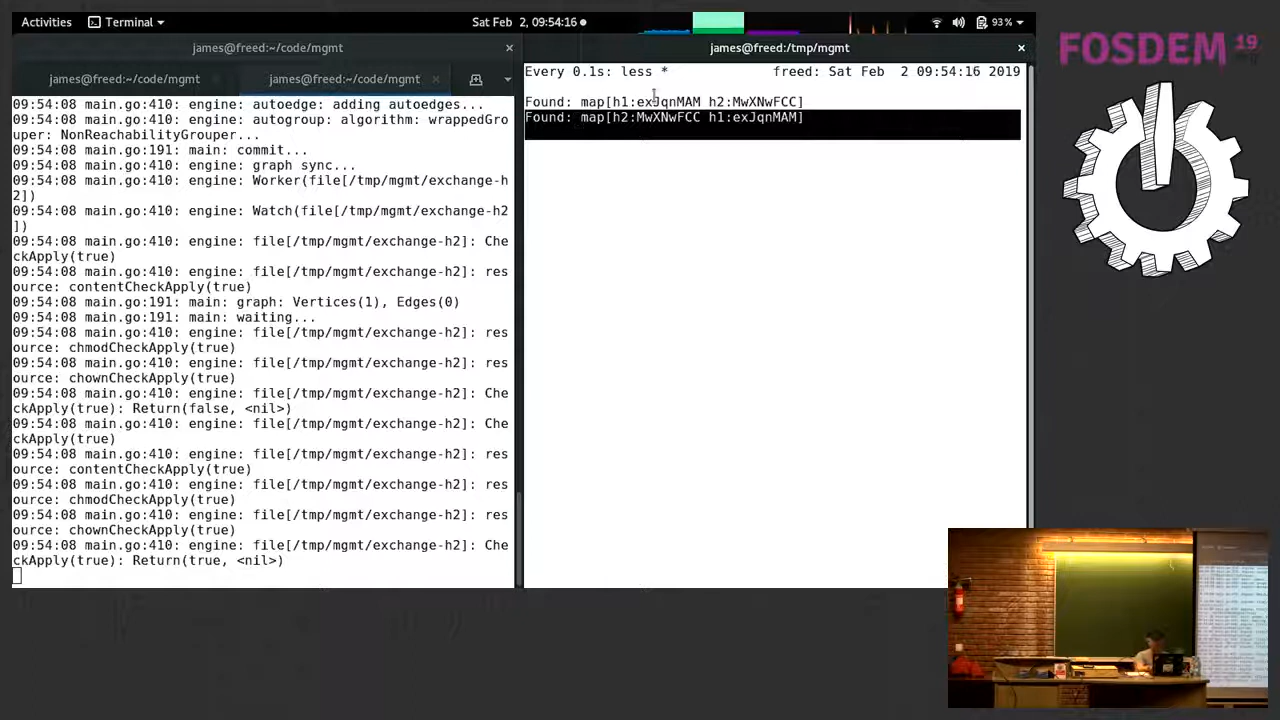 Activities
Terminal
Sat Feb 2, 09:54:16
93%
james@freed:~/code/mgmt
james@freed:/tmp/mgmt
james@freed:~/code/mgmt
james@freed:~/code/mgmt
09:54:08 main.go:410: engine: autoedge: adding autoedges...
09:54:08 main.go:410: engine: autogroup: algorithm: wrappedGro
uper: NonReachabilityGrouper...
09:54:08 main.go:191: main: commit...
09:54:08 main.go:410: engine: graph sync...
09:54:08 main.go:410: engine: Worker(file[/tmp/mgmt/exchange-h
2])
09:54:08 main.go:410: engine: Watch(file[/tmp/mgmt/exchange-h2
])
09:54:08 main.go:410: engine: file[/tmp/mgmt/exchange-h2]: Che
ckApply(true)
09:54:08 main.go:410: engine: file[/tmp/mgmt/exchange-h2]: res
ource: contentCheckApply(true)
09:54:08 main.go:191: main: graph: Vertices(1), Edges(0)
09:54:08 main.go:191: main: waiting...
09:54:08 main.go:410: engine: file[/tmp/mgmt/exchange-h2]: res
ource: chmodCheckApply(true)
09:54:08 main.go:410: engine: file[/tmp/mgmt/exchange-h2]: res
ource: chownCheckApply(true)
09:54:08 main.go:410: engine: file[/tmp/mgmt/exchange-h2]: Che
ckApply(true): Return(false, <nil>)
09:54:08 main.go:410: engine: file[/tmp/mgmt/exchange-h2]: Che
ckApply(true)
09:54:08 main.go:410: engine: file[/tmp/mgmt/exchange-h2]: res
ource: contentCheckApply(true)
09:54:08 main.go:410: engine: file[/tmp/mgmt/exchange-h2]: res
ource: chmodCheckApply(true)
09:54:08 main.go:410: engine: file[/tmp/mgmt/exchange-h2]: res
ource: chownCheckApply(true)
09:54:08 main.go:410: engine: file[/tmp/mgmt/exchange-h2]: Che
ckApply(true): Return(true, <nil>)
Every 0.1s: less *
freed: Sat Feb  2 09:54:16 2019
Found: map[h1:exJqnMAM h2:MwXNwFCC]
Found: map[h2:MwXNwFCC h1:exJqnMAM]
FOSDEM 19